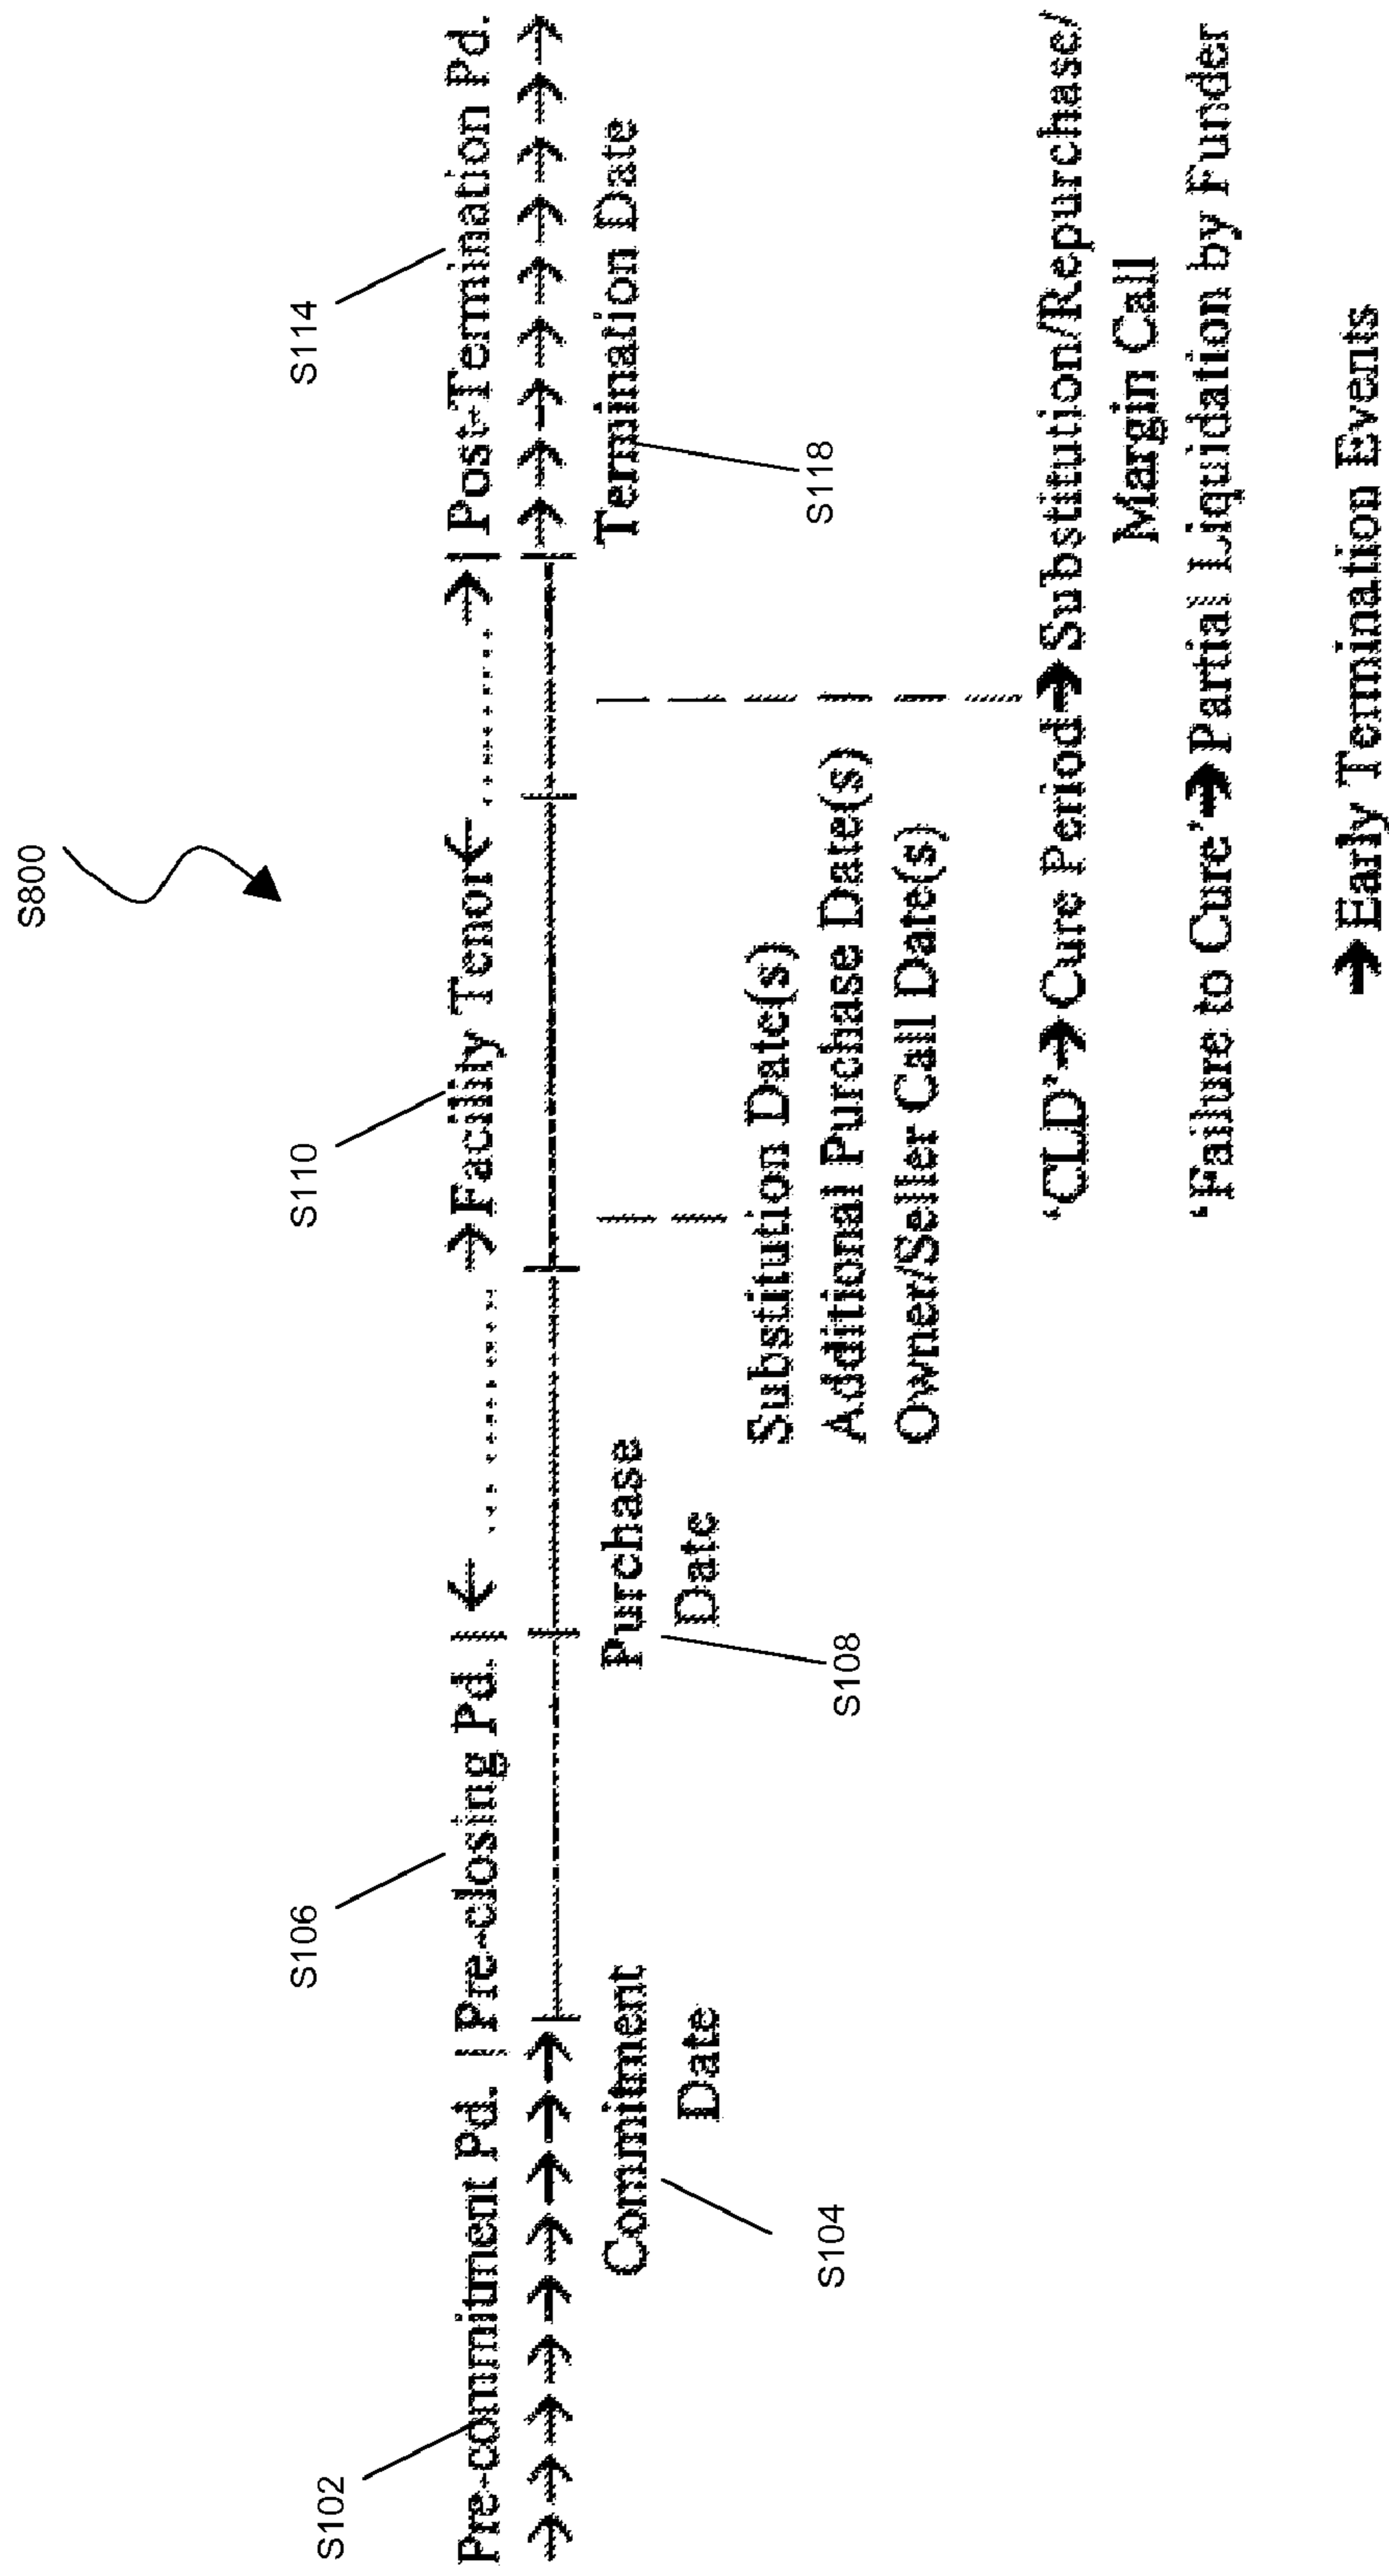 S800
S102
S106
S110
S114
Pre-commitment Pd. | Pre-closing Pd. | ← ........ →Facility Tenor← ........ →| Post-Termination Pd.
→→→→→→→→→ →→→→→→→→→
Commitment
Date
Purchase
Date
Termination Date
S104
S108
S118
Substitution Date(s)
Additional Purchase Date(s)
Owner/Seller Call Date(s)
‘CLD’→Cure Period→Substitution/Repurchase/
Margin Call
‘Failure to Cure’→Partial Liquidation by Funder
→Early Termination Events